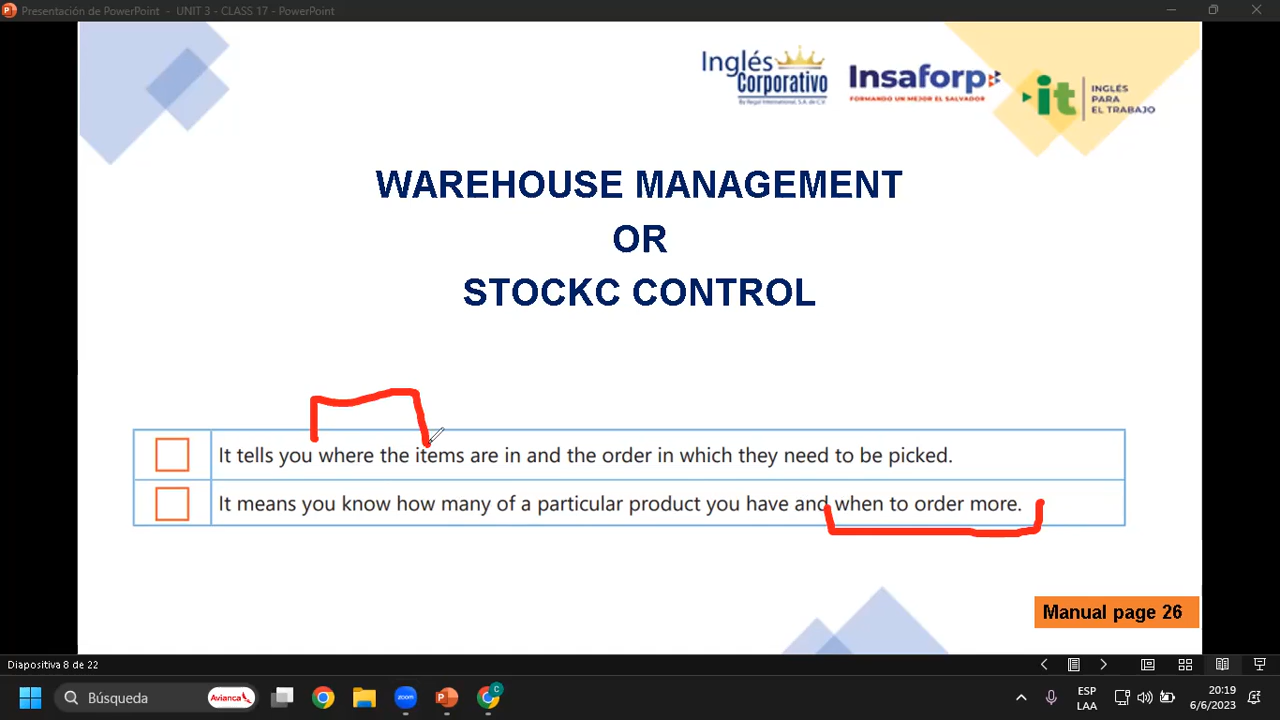 Presentación de PowerPoint - UNIT 3 - CLASS 17 - PowerPoint
Inglés
Corporativo
By Regal International, S.A. de C.V.
Insaforp
FORMANDO UN MEJOR EL SALVADOR
it
INGLÉS
PARA
EL TRABAJO
WAREHOUSE MANAGEMENT
OR
STOCKC CONTROL
It tells you where the items are in and the order in which they need to be picked.
It means you know how many of a particular product you have and when to order more.
Manual page 26
Diapositiva 8 de 22
Búsqueda
Avianca
C
ESP
LAA
20:19
6/6/2023